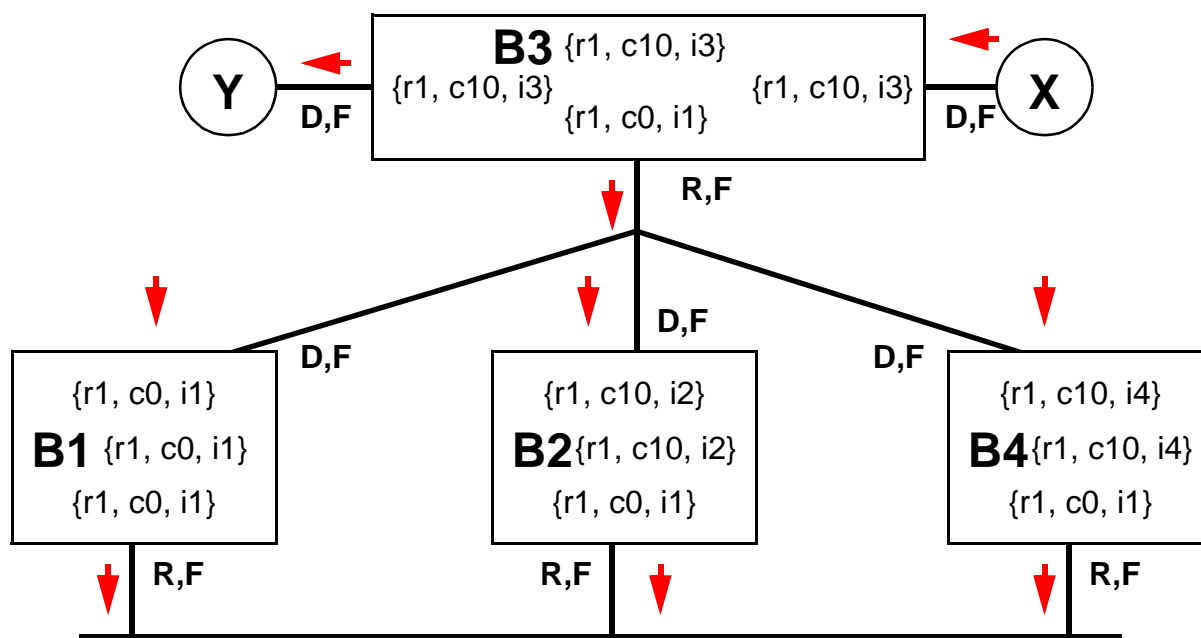 B3 {r1, c10, i3}
Y {r1, c10, i3} {r1, c10, i3} X
D,F {r1, c0, i1} D,F
R,F
D,F D,F D,F
{r1, c0, i1} {r1, c10, i2} {r1, c10, i4}
B1 {r1, c0, i1} B2 {r1, c10, i2} B4 {r1, c10, i4}
{r1, c0, i1} {r1, c0, i1} {r1, c0, i1}
R,F R,F R,F